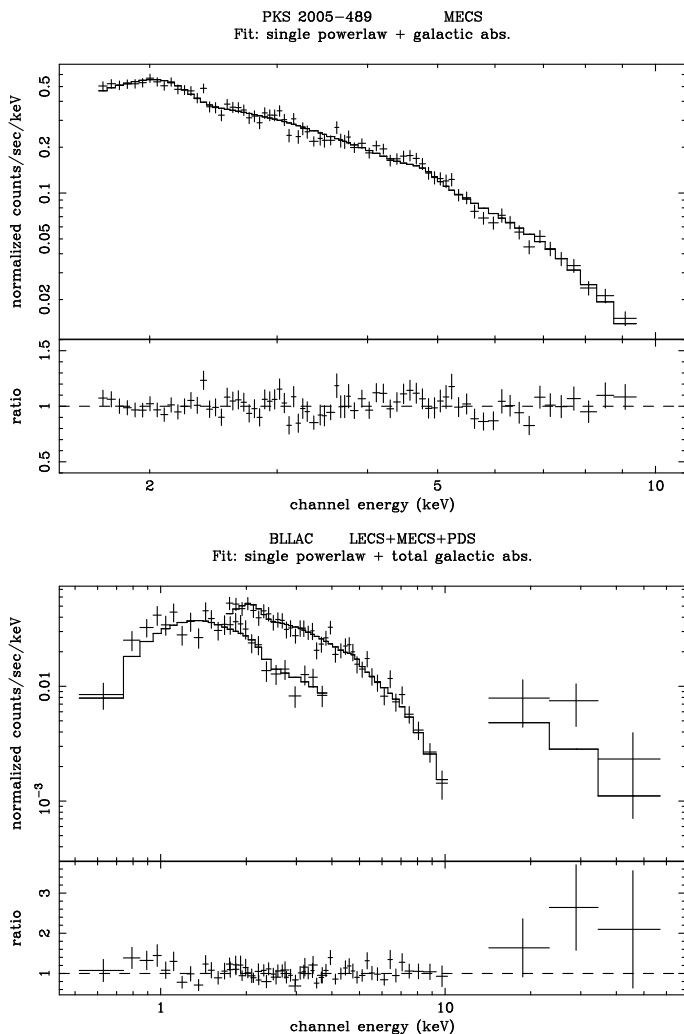 PKS 2005−489 MECS
Fit: single powerlaw + galactic abs.
normalized counts/sec/keV
0.5
0.2
0.1
0.05
0.02
ratio
1.5
1
0.5
2
5
10
channel energy (keV)
BLLAC LECS+MECS+PDS
Fit: single powerlaw + total galactic abs.
normalized counts/sec/keV
0.01
10⁻³
ratio
3
2
1
1
10
channel energy (keV)